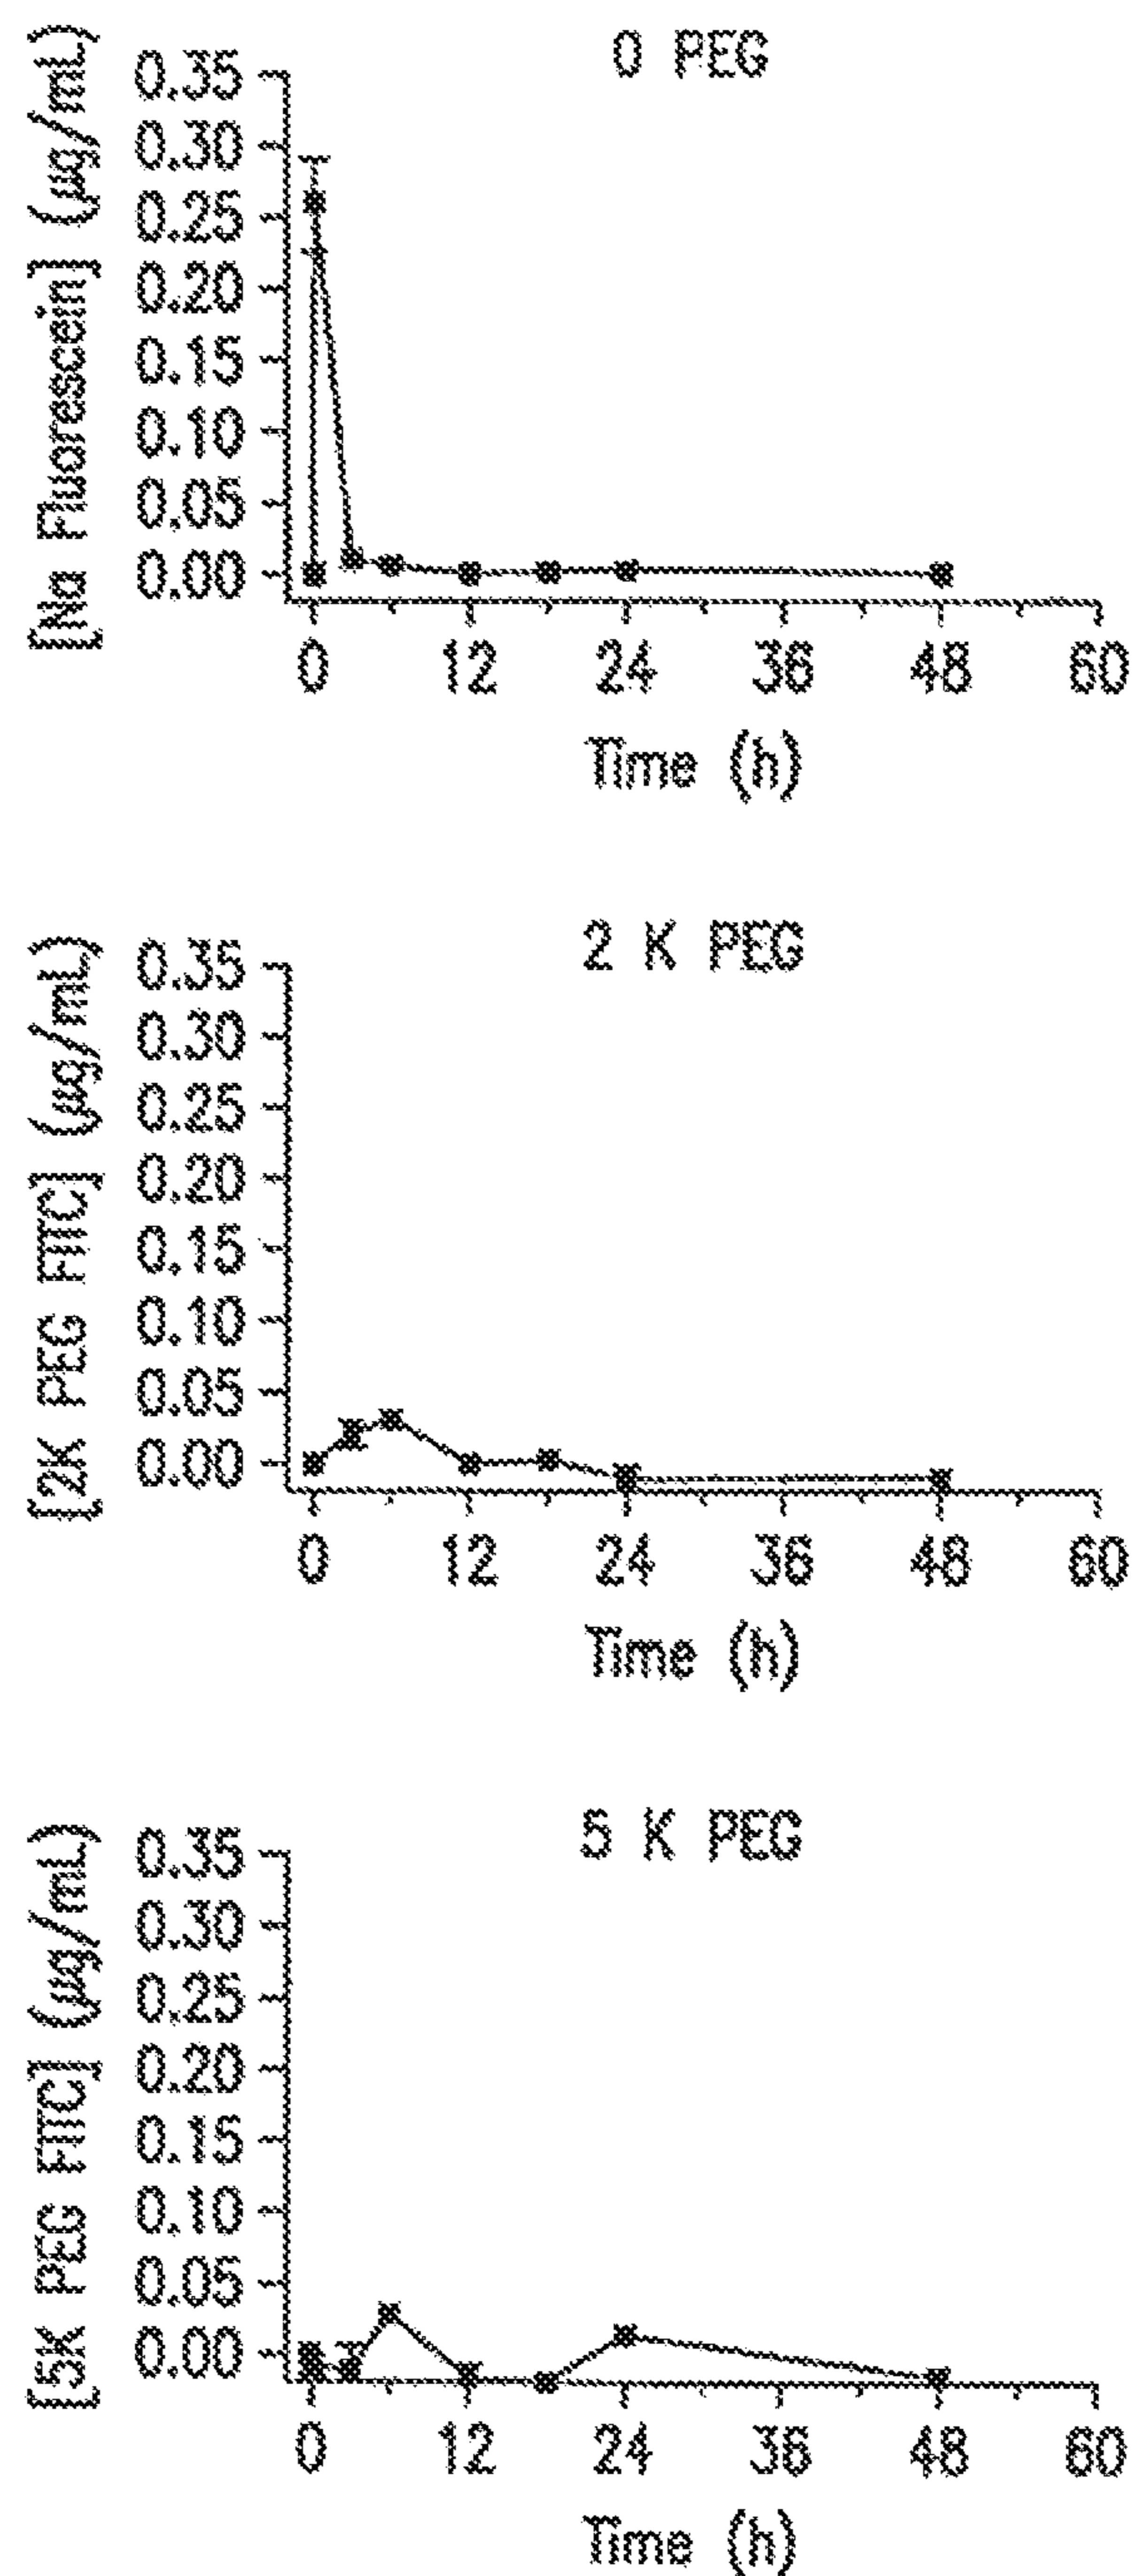 0 PEG
[Na Fluorescein] (µg/mL)
0.35
0.30
0.25
0.20
0.15
0.10
0.05
0.00
0 12 24 36 48 60
Time (h)
2 K PEG
[2K PEG FITC] (µg/mL)
0.35
0.30
0.25
0.20
0.15
0.10
0.05
0.00
0 12 24 36 48 60
Time (h)
5 K PEG
[5K PEG FITC] (µg/mL)
0.35
0.30
0.25
0.20
0.15
0.10
0.05
0.00
0 12 24 36 48 60
Time (h)